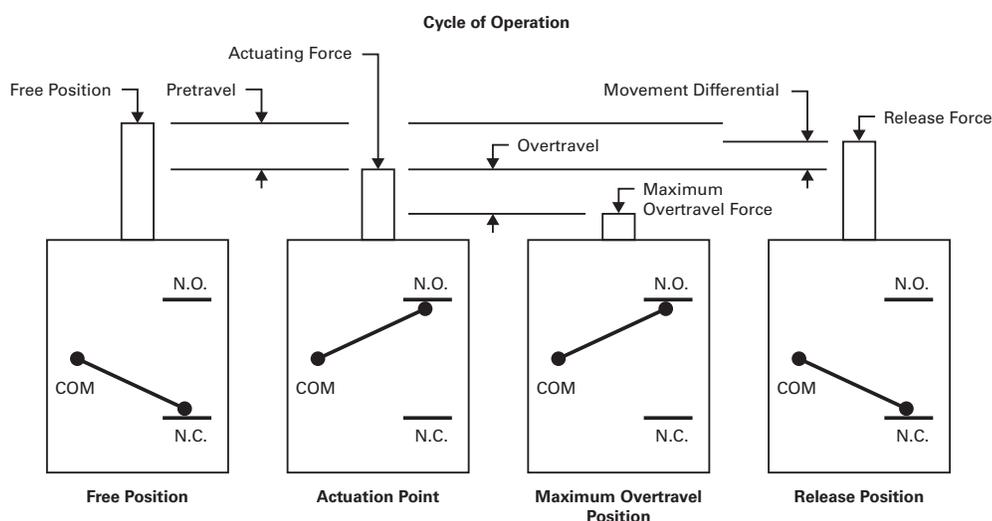 Cycle of Operation
Actuating Force
Free Position
Pretravel
Movement Differential
Release Force
Overtravel
Maximum
Overtravel Force
N.O.
COM
N.C.
N.O.
COM
N.C.
N.O.
COM
N.C.
N.O.
COM
N.C.
Free Position
Actuation Point
Maximum Overtravel
Position
Release Position